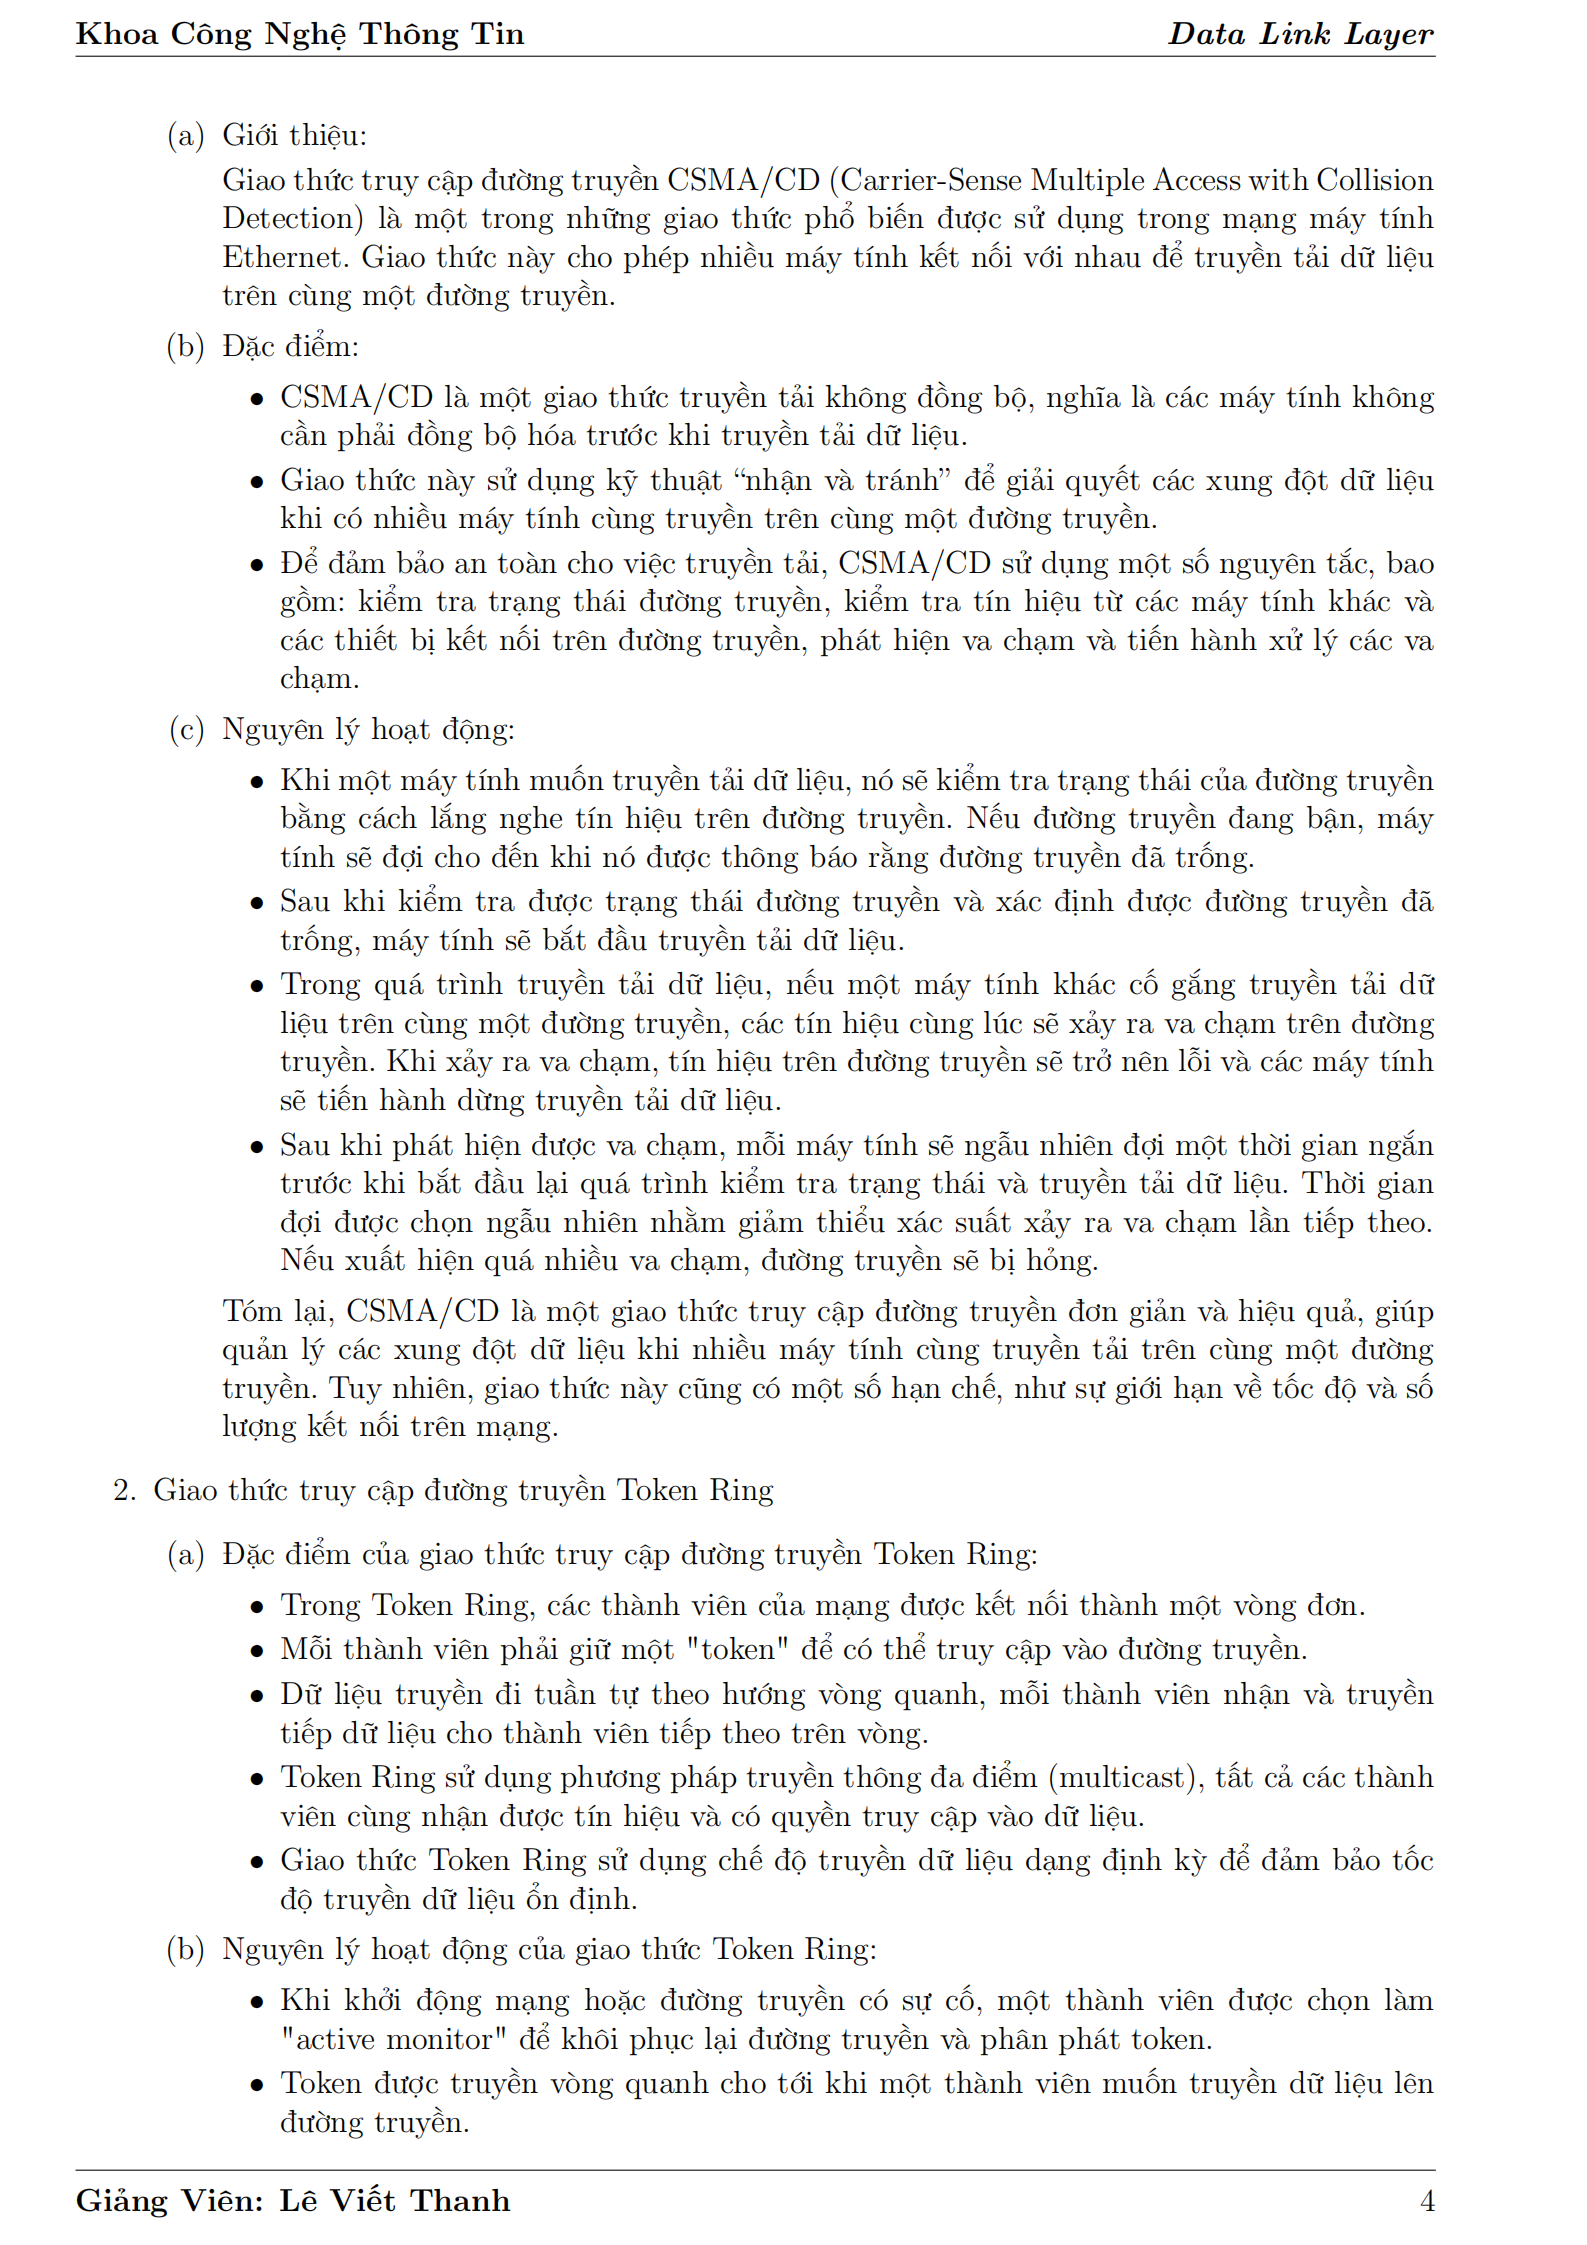 Khoa Công Nghệ Thông Tin
Data Link Layer
(a) Giới thiệu:
Giao thức truy cập đường truyền CSMA/CD (Carrier-Sense Multiple Access with Collision
Detection) là một trong những giao thức phổ biến được sử dụng trong mạng máy tính
Ethernet. Giao thức này cho phép nhiều máy tính kết nối với nhau để truyền tải dữ liệu
trên cùng một đường truyền.
(b) Đặc điểm:
• CSMA/CD là một giao thức truyền tải không đồng bộ, nghĩa là các máy tính không
cần phải đồng bộ hóa trước khi truyền tải dữ liệu.
• Giao thức này sử dụng kỹ thuật “nhận và tránh” để giải quyết các xung đột dữ liệu
khi có nhiều máy tính cùng truyền trên cùng một đường truyền.
• Để đảm bảo an toàn cho việc truyền tải, CSMA/CD sử dụng một số nguyên tắc, bao
gồm: kiểm tra trạng thái đường truyền, kiểm tra tín hiệu từ các máy tính khác và
các thiết bị kết nối trên đường truyền, phát hiện va chạm và tiến hành xử lý các va
chạm.
(c) Nguyên lý hoạt động:
• Khi một máy tính muốn truyền tải dữ liệu, nó sẽ kiểm tra trạng thái của đường truyền
bằng cách lắng nghe tín hiệu trên đường truyền. Nếu đường truyền đang bận, máy
tính sẽ đợi cho đến khi nó được thông báo rằng đường truyền đã trống.
• Sau khi kiểm tra được trạng thái đường truyền và xác định được đường truyền đã
trống, máy tính sẽ bắt đầu truyền tải dữ liệu.
• Trong quá trình truyền tải dữ liệu, nếu một máy tính khác cố gắng truyền tải dữ
liệu trên cùng một đường truyền, các tín hiệu cùng lúc sẽ xảy ra va chạm trên đường
truyền. Khi xảy ra va chạm, tín hiệu trên đường truyền sẽ trở nên lỗi và các máy tính
sẽ tiến hành dừng truyền tải dữ liệu.
• Sau khi phát hiện được va chạm, mỗi máy tính sẽ ngẫu nhiên đợi một thời gian ngắn
trước khi bắt đầu lại quá trình kiểm tra trạng thái và truyền tải dữ liệu. Thời gian
đợi được chọn ngẫu nhiên nhằm giảm thiểu xác suất xảy ra va chạm lần tiếp theo.
Nếu xuất hiện quá nhiều va chạm, đường truyền sẽ bị hỏng.
Tóm lại, CSMA/CD là một giao thức truy cập đường truyền đơn giản và hiệu quả, giúp
quản lý các xung đột dữ liệu khi nhiều máy tính cùng truyền tải trên cùng một đường
truyền. Tuy nhiên, giao thức này cũng có một số hạn chế, như sự giới hạn về tốc độ và số
lượng kết nối trên mạng.
2. Giao thức truy cập đường truyền Token Ring
(a) Đặc điểm của giao thức truy cập đường truyền Token Ring:
• Trong Token Ring, các thành viên của mạng được kết nối thành một vòng đơn.
• Mỗi thành viên phải giữ một "token" để có thể truy cập vào đường truyền.
• Dữ liệu truyền đi tuần tự theo hướng vòng quanh, mỗi thành viên nhận và truyền
tiếp dữ liệu cho thành viên tiếp theo trên vòng.
• Token Ring sử dụng phương pháp truyền thông đa điểm (multicast), tất cả các thành
viên cùng nhận được tín hiệu và có quyền truy cập vào dữ liệu.
• Giao thức Token Ring sử dụng chế độ truyền dữ liệu dạng định kỳ để đảm bảo tốc
độ truyền dữ liệu ổn định.
(b) Nguyên lý hoạt động của giao thức Token Ring:
• Khi khởi động mạng hoặc đường truyền có sự cố, một thành viên được chọn làm
"active monitor" để khôi phục lại đường truyền và phân phát token.
• Token được truyền vòng quanh cho tới khi một thành viên muốn truyền dữ liệu lên
đường truyền.
Giảng Viên: Lê Viết Thanh
4